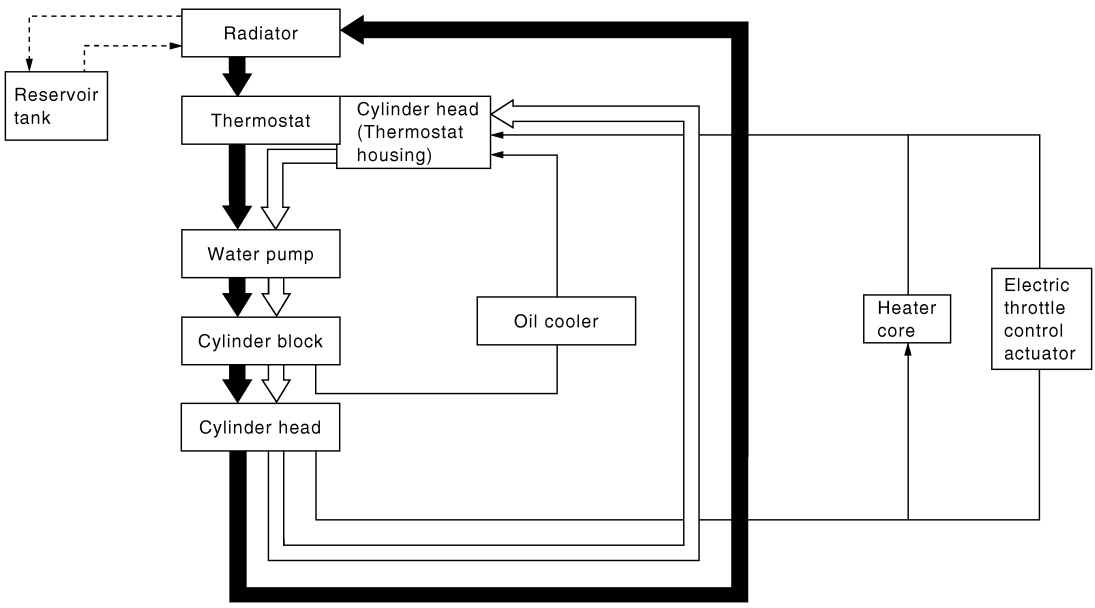 Radiator
Reservoir
tank
Thermostat
Cylinder head
(Thermostat
housing)
Water pump
Cylinder block
Cylinder head
Oil cooler
Heater
core
Electric
throttle
control
actuator